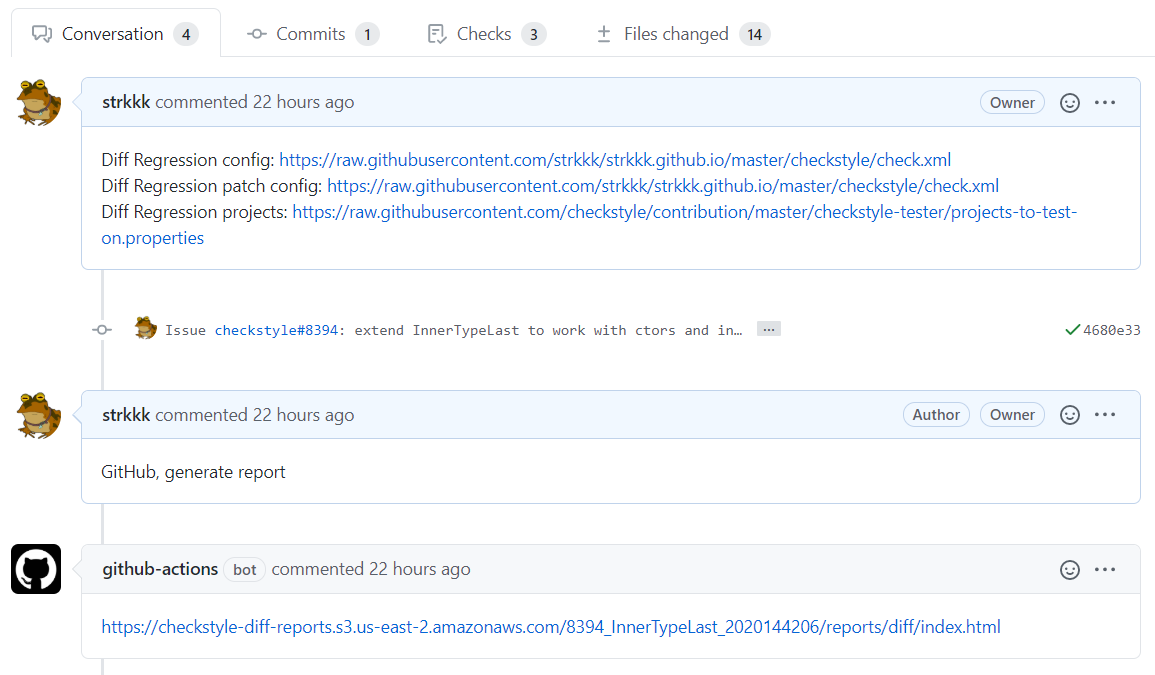 Conversation 4 Commits 1 Checks 3 Files changed 14
strkkk commented 22 hours ago Owner
Diff Regression config: https://raw.githubusercontent.com/strkkk/strkkk.github.io/master/checkstyle/check.xml
Diff Regression patch config: https://raw.githubusercontent.com/strkkk/strkkk.github.io/master/checkstyle/check.xml
Diff Regression projects: https://raw.githubusercontent.com/checkstyle/contribution/master/checkstyle-tester/projects-to-test-
on.properties
Issue checkstyle#8394: extend InnerTypeLast to work with ctors and in… … 4680e33
strkkk commented 22 hours ago Author Owner
GitHub, generate report
github-actions bot commented 22 hours ago
https://checkstyle-diff-reports.s3.us-east-2.amazonaws.com/8394_InnerTypeLast_2020144206/reports/diff/index.html